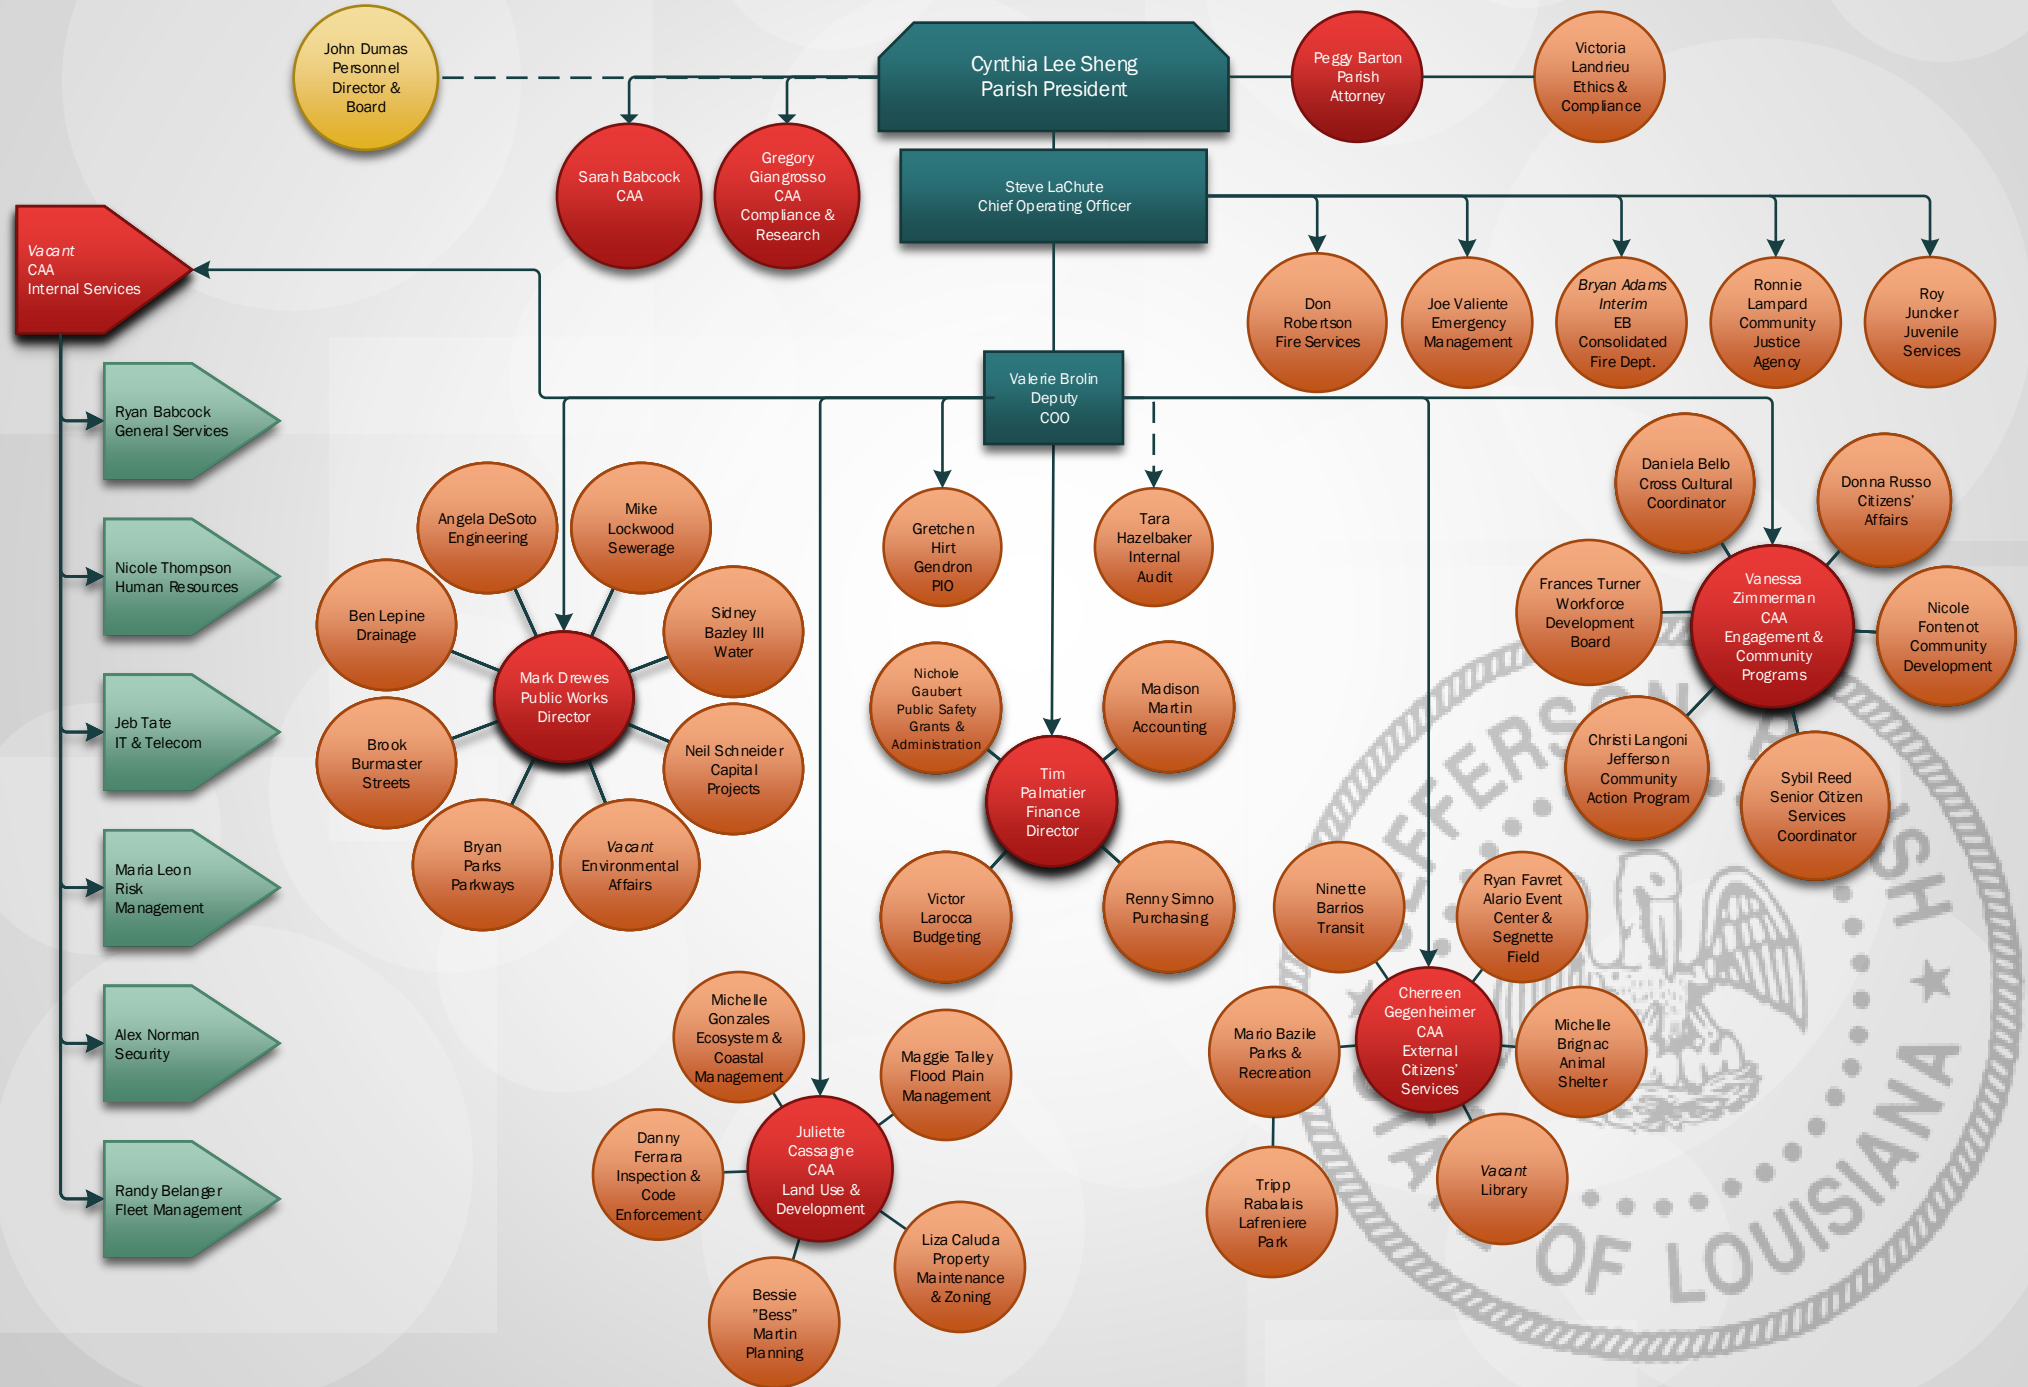 John Dumas
Personnel
Director &
Board
Cynthia Lee Sheng
Parish President
Peggy Barton
Parish
Attorney
Victoria
Landrieu
Ethics &
Compliance
Sarah Babcock
CAA
Gregory
Giangrosso
CAA
Compliance &
Research
Steve LaChute
Chief Operating Officer
Vacant
CAA
Internal Services
Don
Robertson
Fire Services
Joe Valiente
Emergency
Management
Bryan Adams
Interim
EB
Consolidated
Fire Dept.
Ronnie
Lampard
Community
Justice
Agency
Roy
Juncker
Juvenile
Services
Valerie Brolin
Deputy
COO
Ryan Babcock
General Services
Nicole Thompson
Human Resources
Jeb Tate
IT & Telecom
Maria Leon
Risk
Management
Alex Norman
Security
Randy Belanger
Fleet Management
Angela DeSoto
Engineering
Mike
Lockwood
Sewerage
Ben Lepine
Drainage
Sidney
Bazley III
Water
Mark Drewes
Public Works
Director
Brook
Burmaster
Streets
Neil Schneider
Capital
Projects
Bryan
Parks
Parkways
Vacant
Environmental
Affairs
Gretchen
Hirt
Gendron
PIO
Tara
Hazelbaker
Internal
Audit
Nichole
Gaubert
Public Safety
Grants &
Administration
Madison
Martin
Accounting
Tim
Palmatier
Finance
Director
Victor
Larocca
Budgeting
Renny Simno
Purchasing
Daniela Bello
Cross Cultural
Coordinator
Donna Russo
Citizens'
Affairs
Frances Turner
Workforce
Development
Board
Vanessa
Zimmerman
CAA
Engagement &
Community
Programs
Nicole
Fontenot
Community
Development
Christi Langoni
Jefferson
Community
Action Program
Sybil Reed
Senior Citizen
Services
Coordinator
Ninette
Barrios
Transit
Ryan Favret
Alario Event
Center &
Segnette
Field
Mario Bazile
Parks &
Recreation
Cherreen
Gegenheimer
CAA
External
Citizens'
Services
Michelle
Brignac
Animal
Shelter
Tripp
Rabalais
Lafreniere
Park
Vacant
Library
Michelle
Gonzales
Ecosystem &
Coastal
Management
Maggie Talley
Flood Plain
Management
Danny
Ferrara
Inspection &
Code
Enforcement
Juliette
Cassagne
CAA
Land Use &
Development
Liza Caluda
Property
Maintenance
& Zoning
Bessie
"Bess"
Martin
Planning
OF LOUISIANA